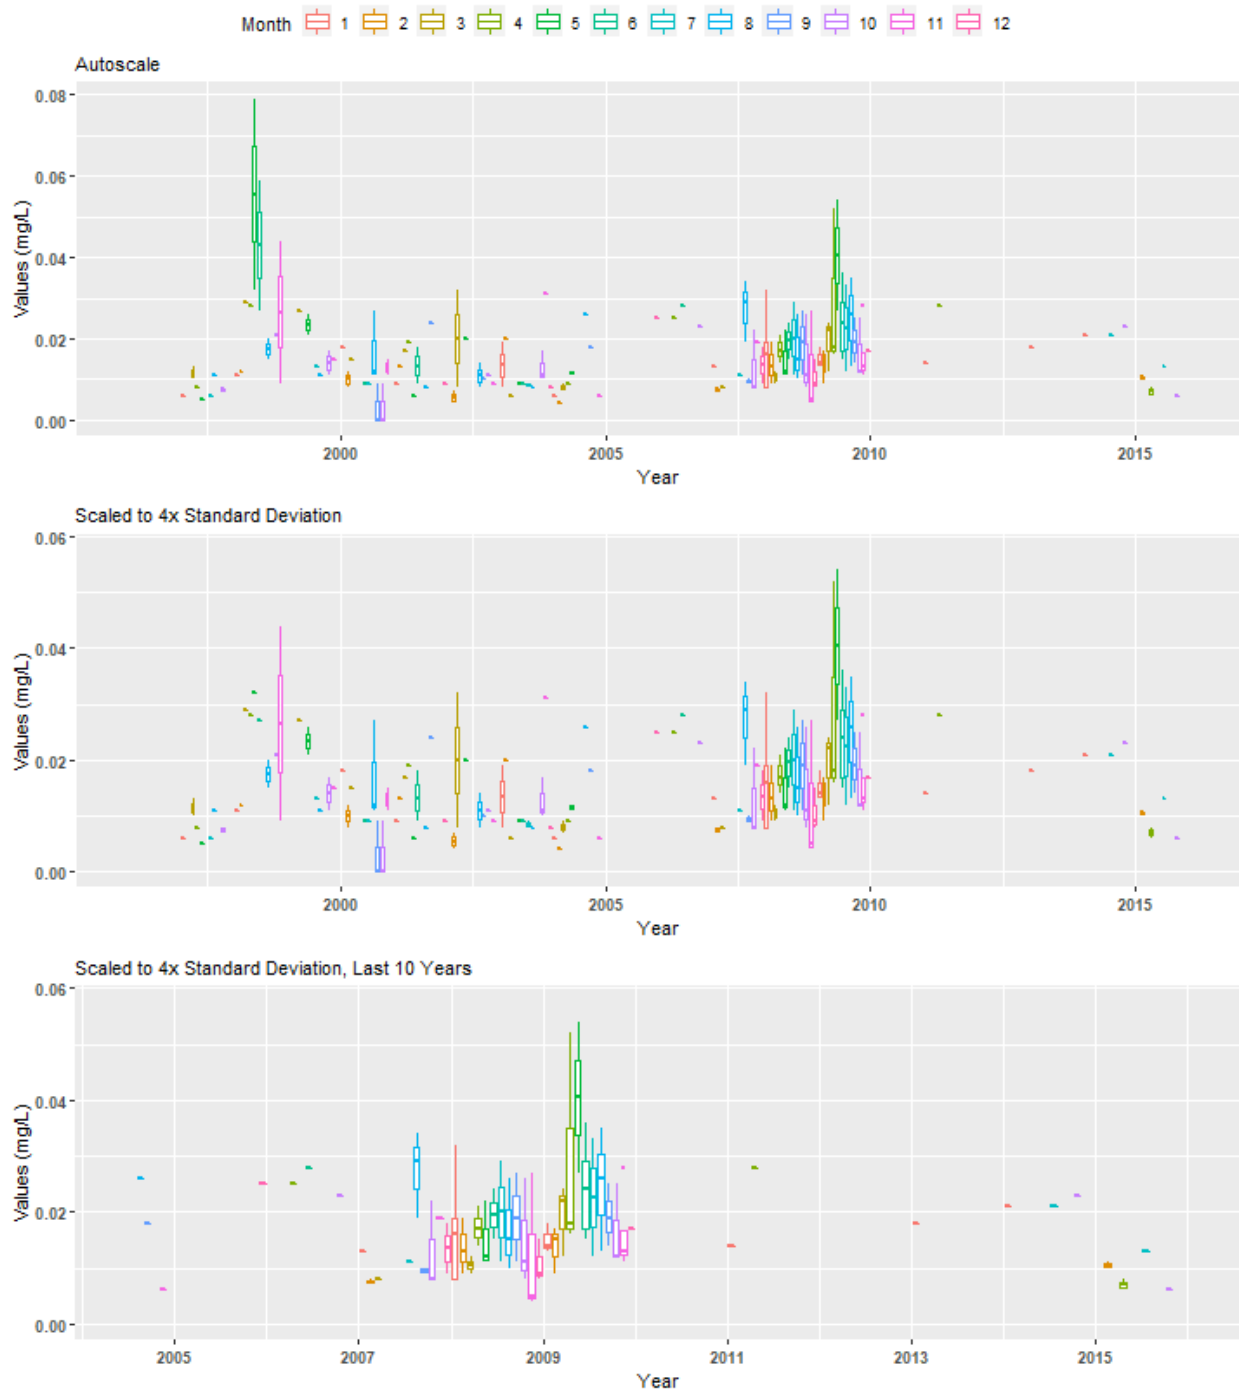 Month 1 2 3 4 5 6 7 8 9 10 11 12
Autoscale
0.08
0.06
0.04
0.02
0.00
Values (mg/L)
2000 2005 2010 2015
Year
Scaled to 4x Standard Deviation
0.06
0.04
0.02
0.00
Values (mg/L)
2000 2005 2010 2015
Year
Scaled to 4x Standard Deviation, Last 10 Years
0.06
0.04
0.02
0.00
Values (mg/L)
2005 2007 2009 2011 2013 2015
Year